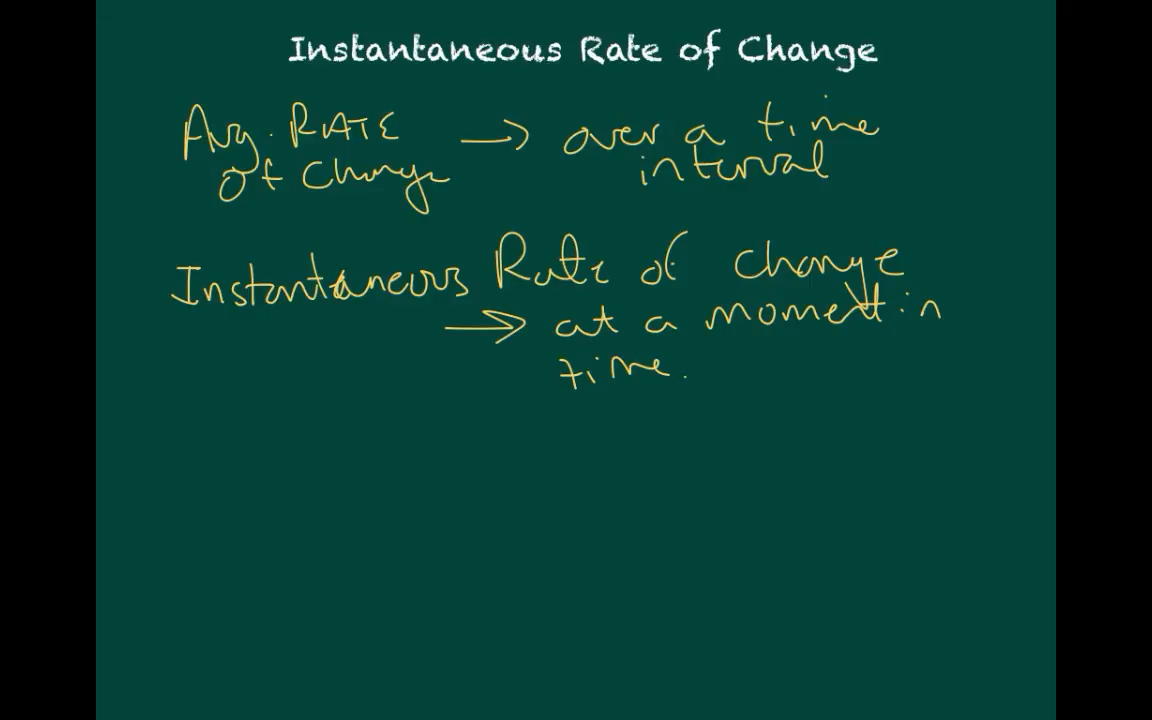 Instantaneous Rate of Change
Avg. RATE → over a time
of Change interval
Instantaneous Rate of change
→ at a moment in
time.